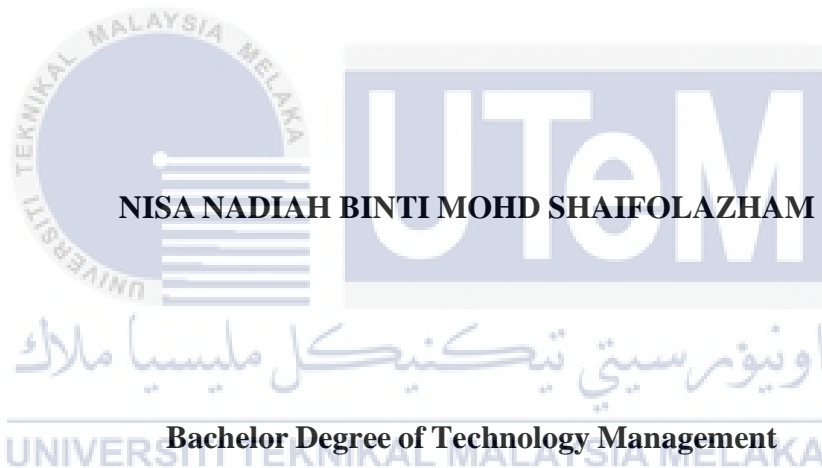 UNIVERSITI TEKNIKAL MALAYSIA MELAKA
UTeM
NISA NADIAH BINTI MOHD SHAIFOLAZHAM
اونيۏرسيتي تيكنيكل مليسيا ملاك
Bachelor Degree of Technology Management
UNIVERSITI TEKNIKAL MALAYSIA MELAKA